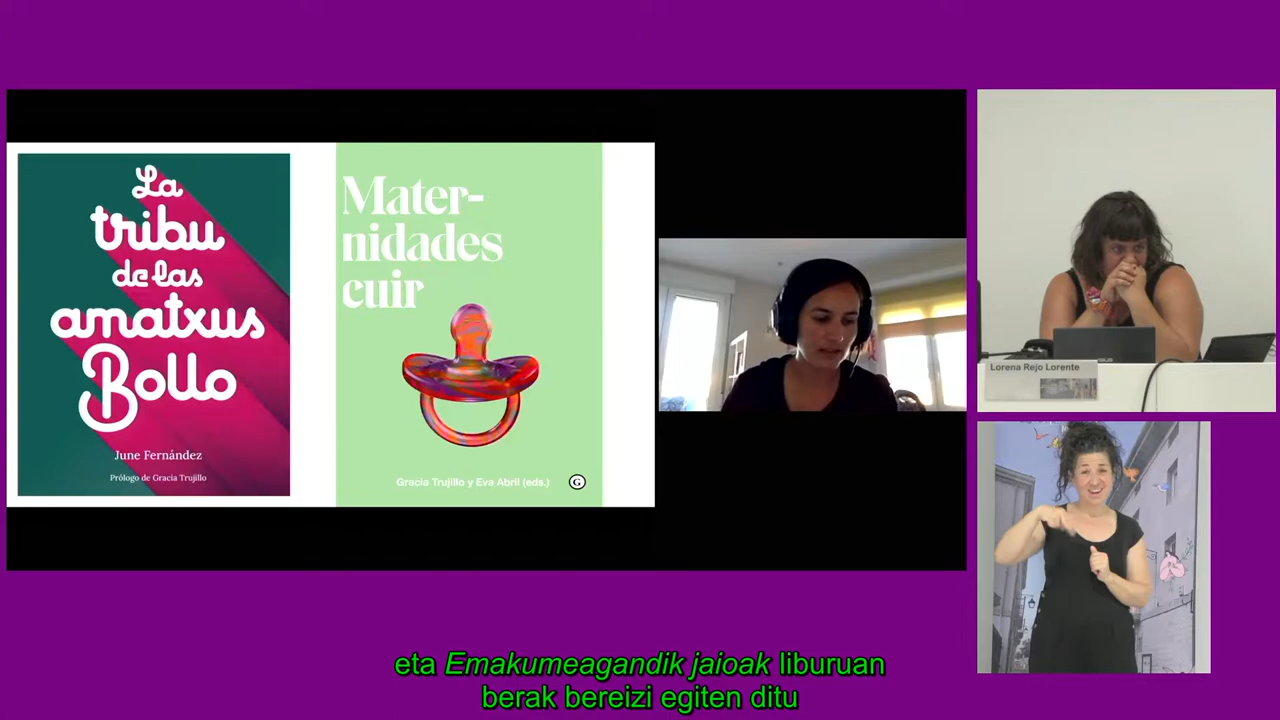 La
tribu
de las
amatxus
Bollo
June Fernández
Prólogo de Gracia Trujillo
Mater-
nidades
cuir
Gracia Trujillo y Eva Abril (eds.)
G
Lorena Rejo Lorente
ASUS
eta Emakumeagandik jaioak liburuan
berak bereizi egiten ditu